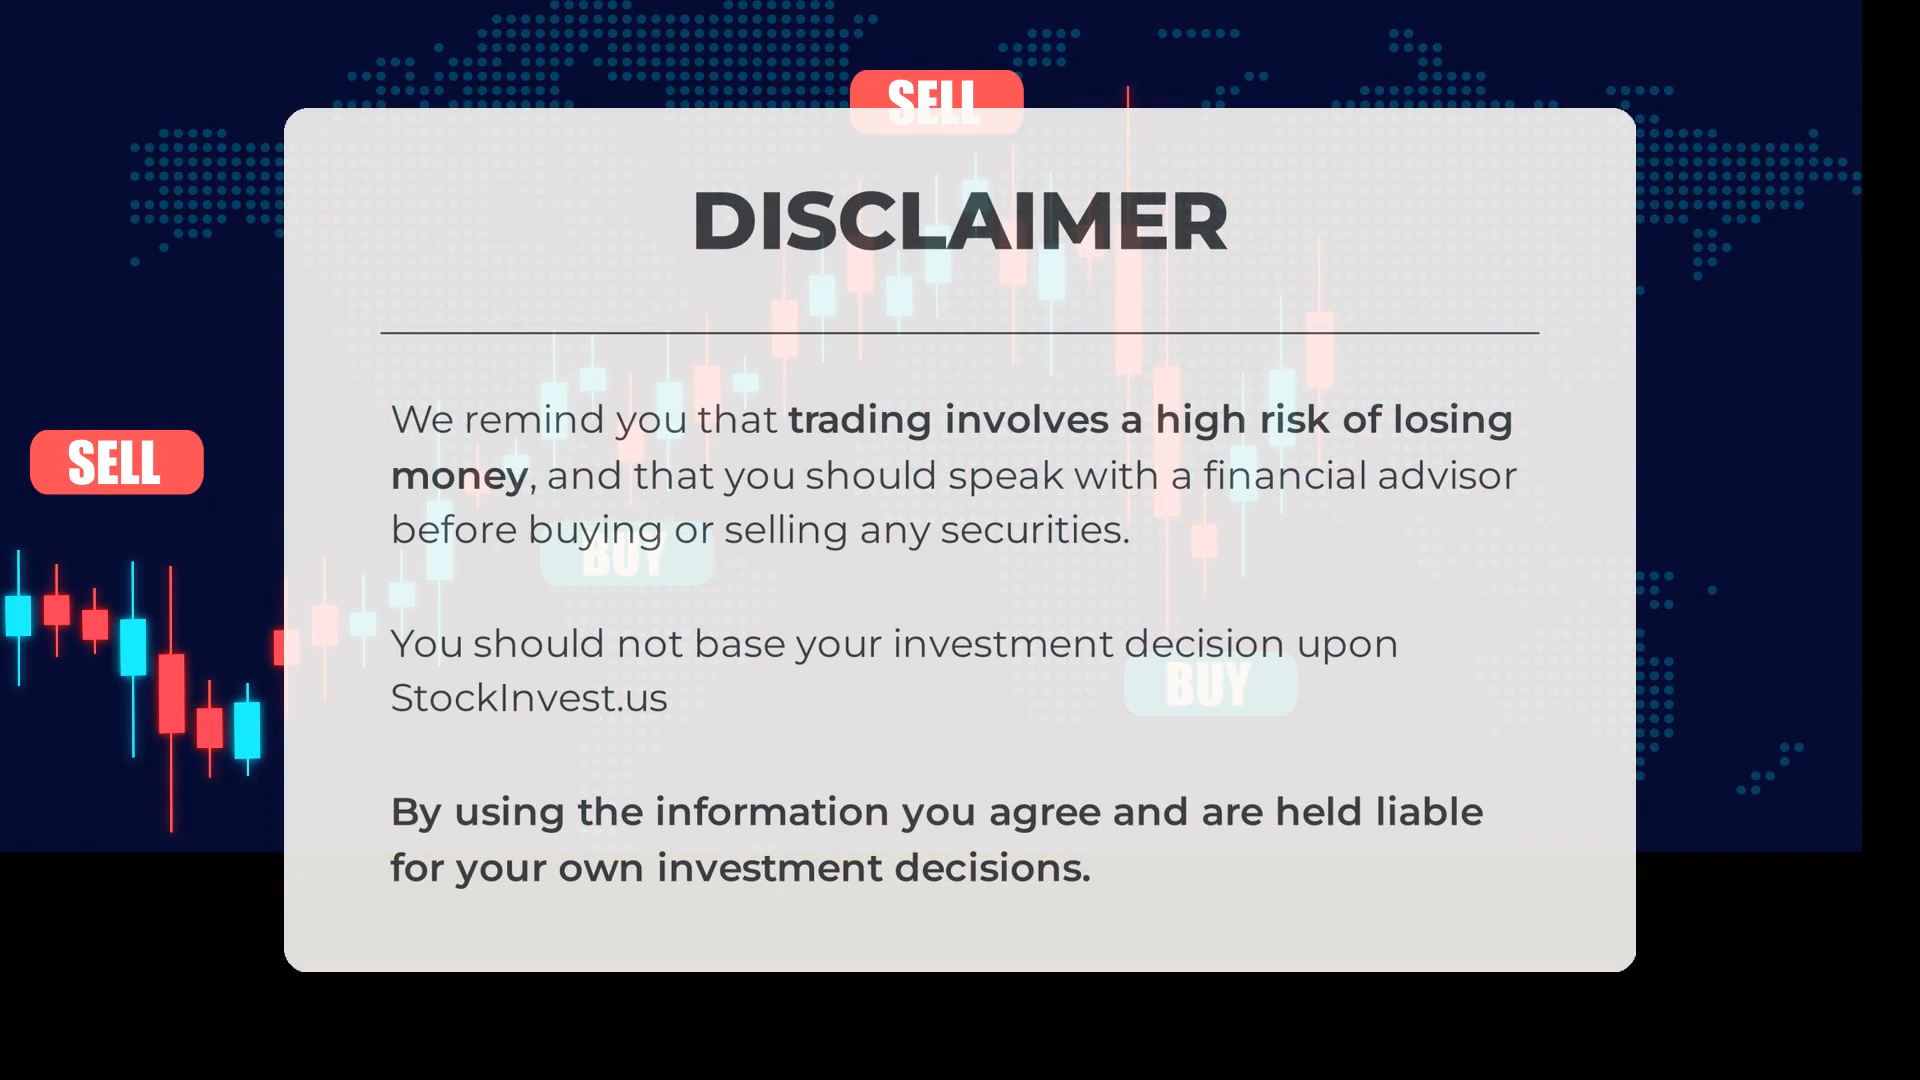 SELL
DISCLAIMER
We remind you that trading involves a high risk of losing
money, and that you should speak with a financial advisor
before buying or selling any securities.
SELL
BUY
You should not base your investment decision upon
StockInvest.us
BUY
By using the information you agree and are held liable
for your own investment decisions.